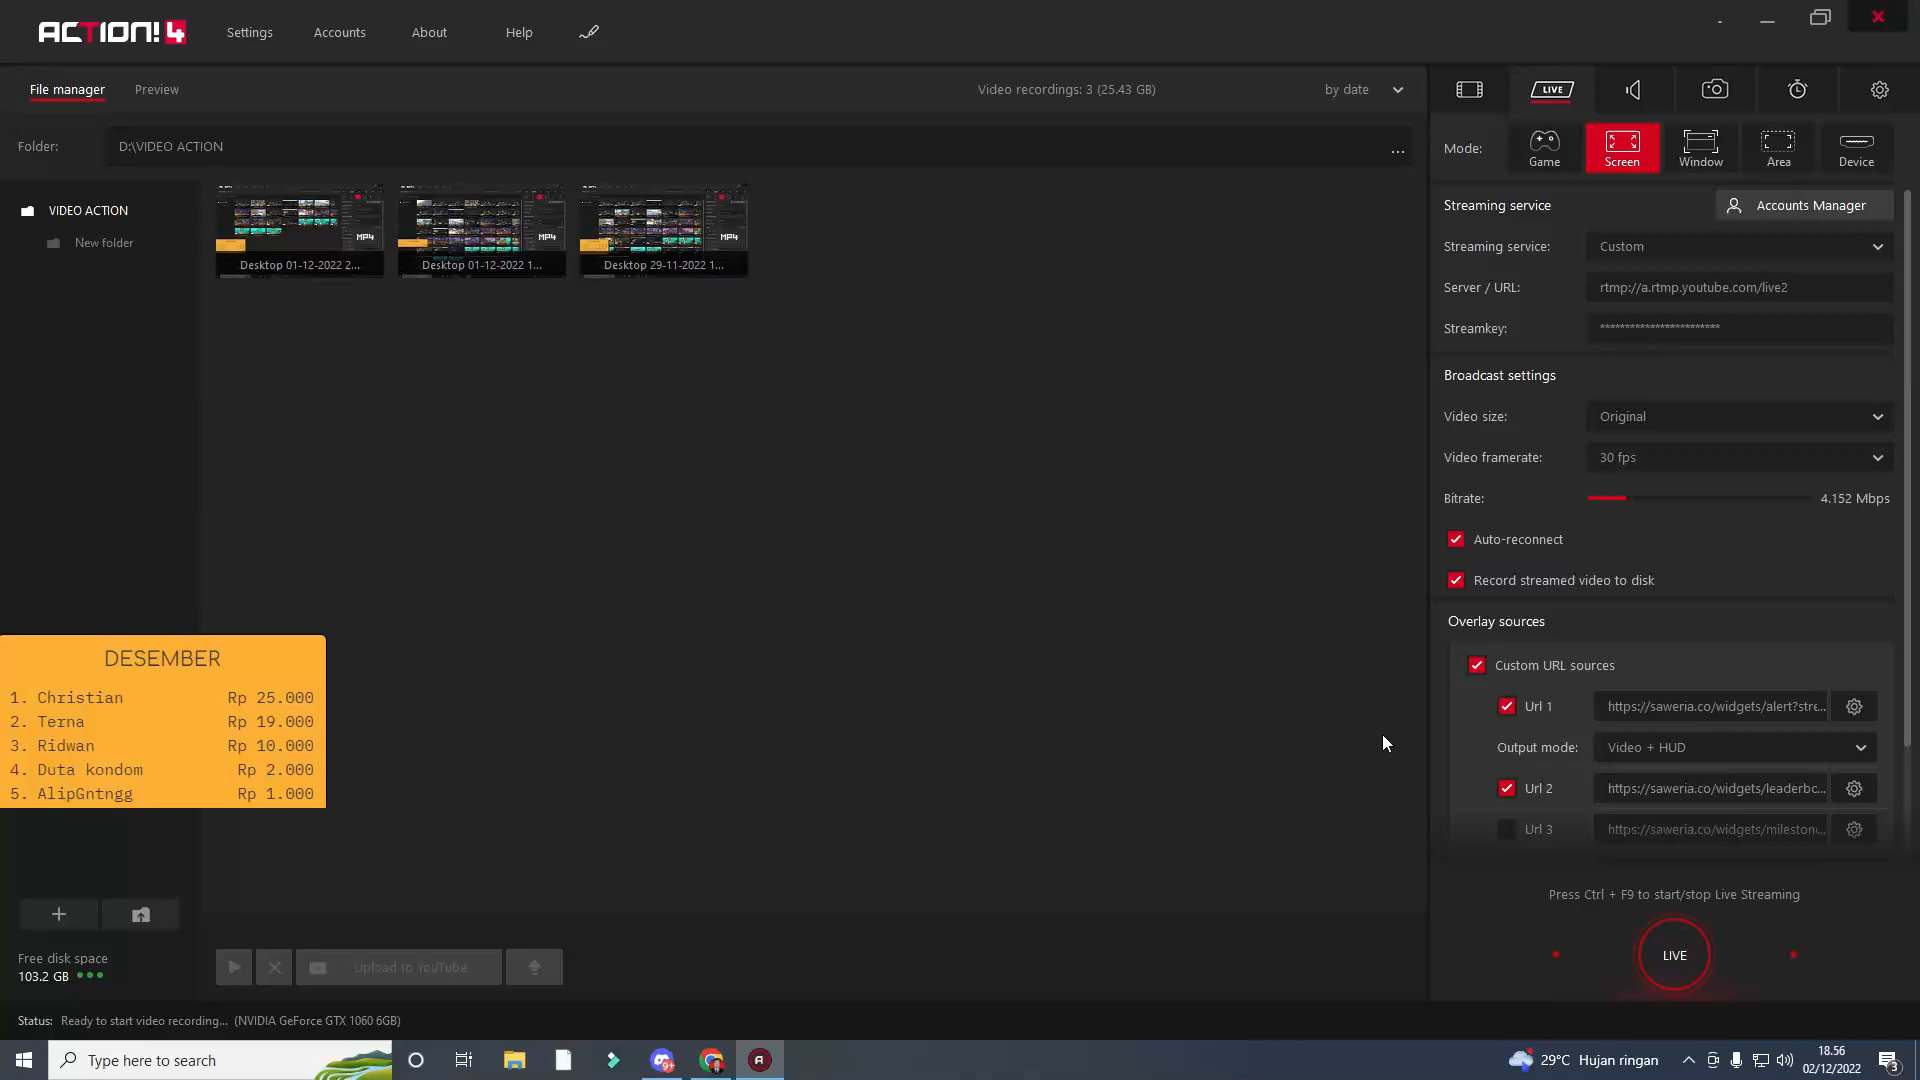 ACTION! 4
Settings
Accounts
About
Help
File manager
Preview
Video recordings: 3 (25.43 GB)
by date
LIVE
Folder:
D:\VIDEO ACTION
...
Mode:
Game
Screen
Window
Area
Device
VIDEO ACTION
New folder
MP4
Desktop 01-12-2022 2...
MP4
Desktop 01-12-2022 1...
MP4
Desktop 29-11-2022 1...
Streaming service
Accounts Manager
Streaming service:
Custom
Server / URL:
rtmp://a.rtmp.youtube.com/live2
Streamkey:
************************
Broadcast settings
Video size:
Original
Video framerate:
30 fps
Bitrate:
4.152 Mbps
Auto-reconnect
Record streamed video to disk
Overlay sources
Custom URL sources
Url 1
https://saweria.co/widgets/alert?stre...
Output mode:
Video + HUD
Url 2
https://saweria.co/widgets/leaderbc...
Url 3
https://saweria.co/widgets/mileston...
DESEMBER
1. Christian Rp 25.000
2. Terna Rp 19.000
3. Ridwan Rp 10.000
4. Duta kondom Rp 2.000
5. AlipGntngg Rp 1.000
Press Ctrl + F9 to start/stop Live Streaming
LIVE
Free disk space
103.2 GB
Upload to YouTube
Status: Ready to start video recording... (NVIDIA GeForce GTX 1060 6GB)
Type here to search
9+
29°C Hujan ringan
18.56
02/12/2022
3